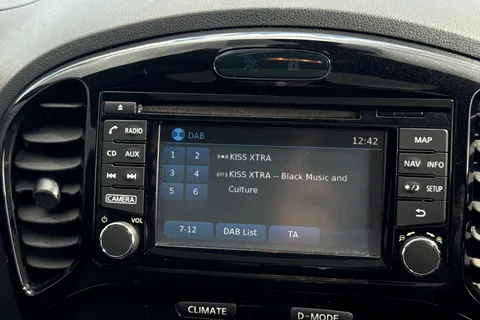 DAB
12:42
1 2
3 4
5 6
KISS XTRA
KISS XTRA -- Black Music and
Culture
7-12
DAB List
TA
RADIO
CD AUX
CAMERA
VOL
MAP
NAV INFO
SETUP
CLIMATE
D-MODE